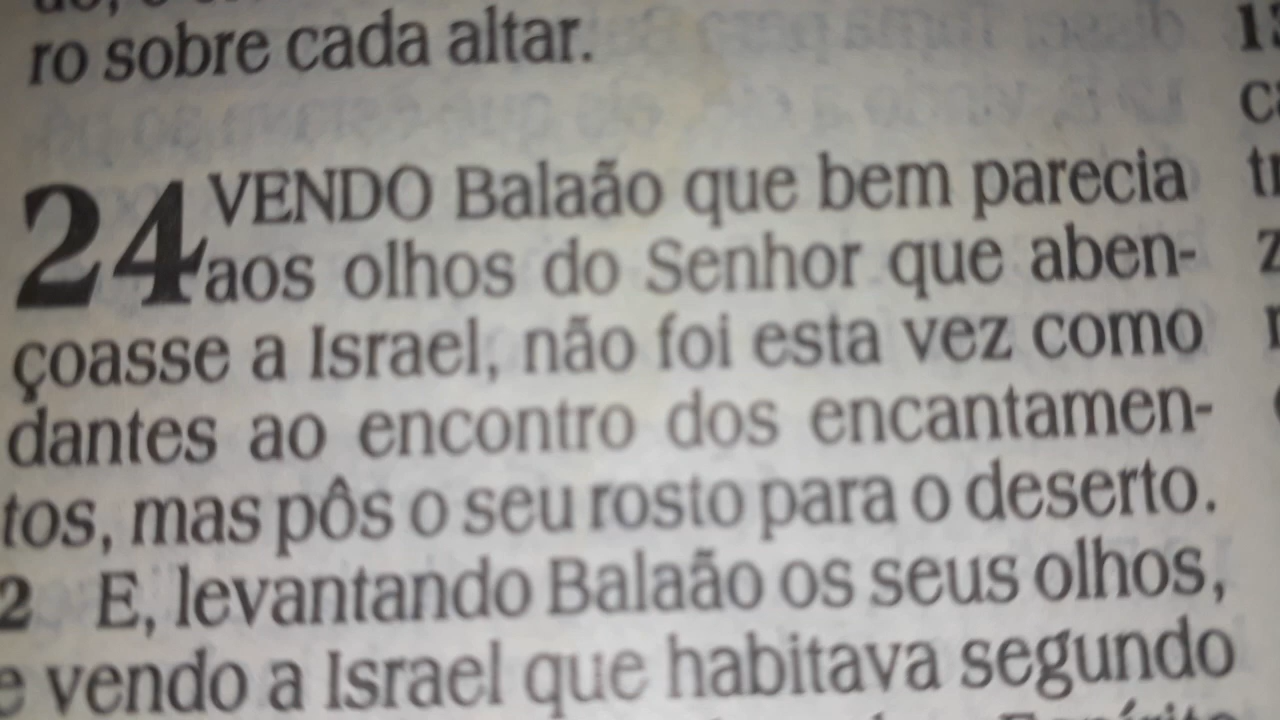 ro sobre cada altar.
24 VENDO Balaão que bem parecia
aos olhos do Senhor que aben-
çoasse a Israel, não foi esta vez como
dantes ao encontro dos encantamen-
tos, mas pôs o seu rosto para o deserto.
2 E, levantando Balaão os seus olhos,
e vendo a Israel que habitava segundo